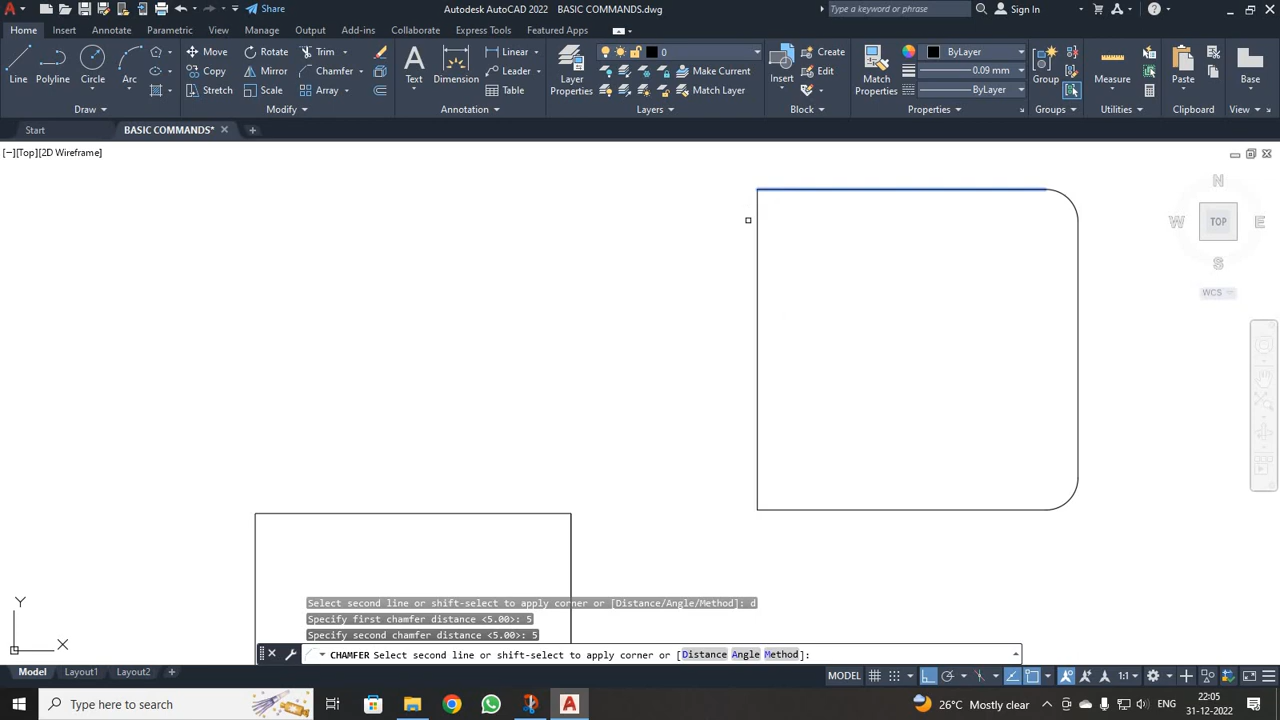 Autodesk AutoCAD 2022 BASIC COMMANDS.dwg
Share
Type a keyword or phrase
Sign In
Home Insert Annotate Parametric View Manage Output Add-ins Collaborate Express Tools Featured Apps
Line
Polyline
Circle
Arc
Draw
Move
Copy
Stretch
Rotate
Mirror
Scale
Trim
Chamfer
Array
Modify
Text
Dimension
Linear
Leader
Table
Annotation
Layer
Properties
0
Make Current
Match Layer
Layers
Insert
Create
Edit
Block
Match
Properties
ByLayer
0.09 mm
ByLayer
Properties
Group
Groups
Measure
Utilities
Paste
Clipboard
Base
View
Start
BASIC COMMANDS*
[−][Top][2D Wireframe]
N
W TOP E
S
WCS
Y
X
Select second line or shift-select to apply corner or [Distance/Angle/Method]: d
Specify first chamfer distance <5.00>: 5
Specify second chamfer distance <5.00>: 5
CHAMFER Select second line or shift-select to apply corner or [Distance Angle Method]:
Model Layout1 Layout2
MODEL
1:1
Type here to search
26°C Mostly clear
ENG
22:05
31-12-2022